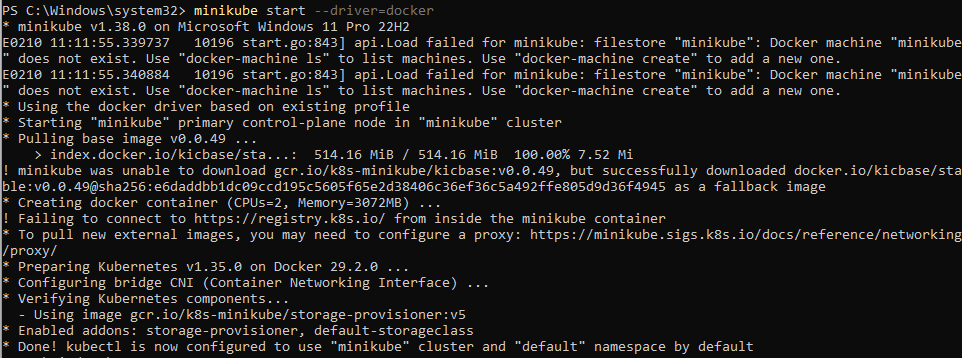 PS C:\Windows\system32> minikube start --driver=docker
* minikube v1.38.0 on Microsoft Windows 11 Pro 22H2
E0210 11:11:55.339737   10196 start.go:843] api.Load failed for minikube: filestore "minikube": Docker machine "minikube
" does not exist. Use "docker-machine ls" to list machines. Use "docker-machine create" to add a new one.
E0210 11:11:55.340884   10196 start.go:843] api.Load failed for minikube: filestore "minikube": Docker machine "minikube
" does not exist. Use "docker-machine ls" to list machines. Use "docker-machine create" to add a new one.
* Using the docker driver based on existing profile
* Starting "minikube" primary control-plane node in "minikube" cluster
* Pulling base image v0.0.49 ...
    > index.docker.io/kicbase/sta...:  514.16 MiB / 514.16 MiB  100.00% 7.52 Mi
! minikube was unable to download gcr.io/k8s-minikube/kicbase:v0.0.49, but successfully downloaded docker.io/kicbase/sta
ble:v0.0.49@sha256:e6daddbb1dc09ccd195c5605f65e2d38406c36ef36c5a492ffe805d9d36f4945 as a fallback image
* Creating docker container (CPUs=2, Memory=3072MB) ...
! Failing to connect to https://registry.k8s.io/ from inside the minikube container
* To pull new external images, you may need to configure a proxy: https://minikube.sigs.k8s.io/docs/reference/networking
/proxy/
* Preparing Kubernetes v1.35.0 on Docker 29.2.0 ...
* Configuring bridge CNI (Container Networking Interface) ...
* Verifying Kubernetes components...
  - Using image gcr.io/k8s-minikube/storage-provisioner:v5
* Enabled addons: storage-provisioner, default-storageclass
* Done! kubectl is now configured to use "minikube" cluster and "default" namespace by default